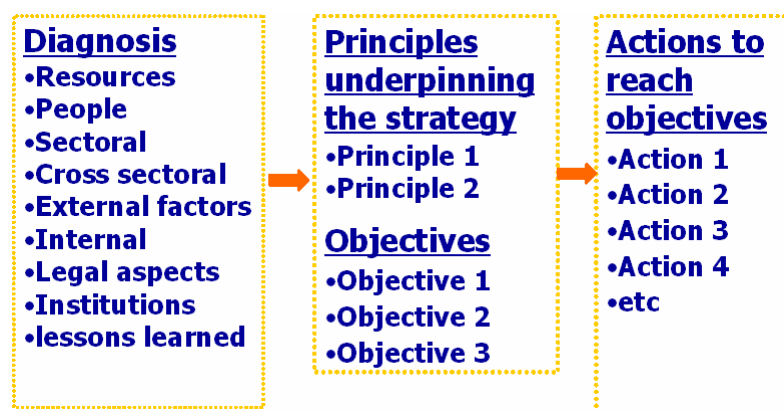 Diagnosis
•Resources
•People
•Sectoral
•Cross sectoral
•External factors
•Internal
•Legal aspects
•Institutions
•lessons learned
Principles
underpinning
the strategy
•Principle 1
•Principle 2
Objectives
•Objective 1
•Objective 2
•Objective 3
Actions to
reach
objectives
•Action 1
•Action 2
•Action 3
•Action 4
•etc